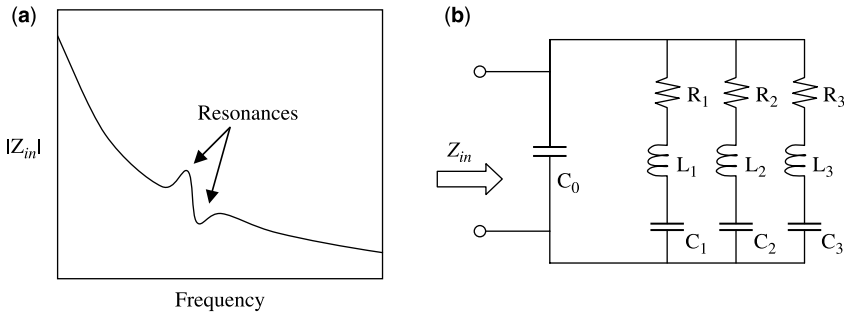 (a)
Resonances
|Z_in|
Frequency
(b)
Z_in
C_0
R_1
R_2
R_3
L_1
L_2
L_3
C_1
C_2
C_3